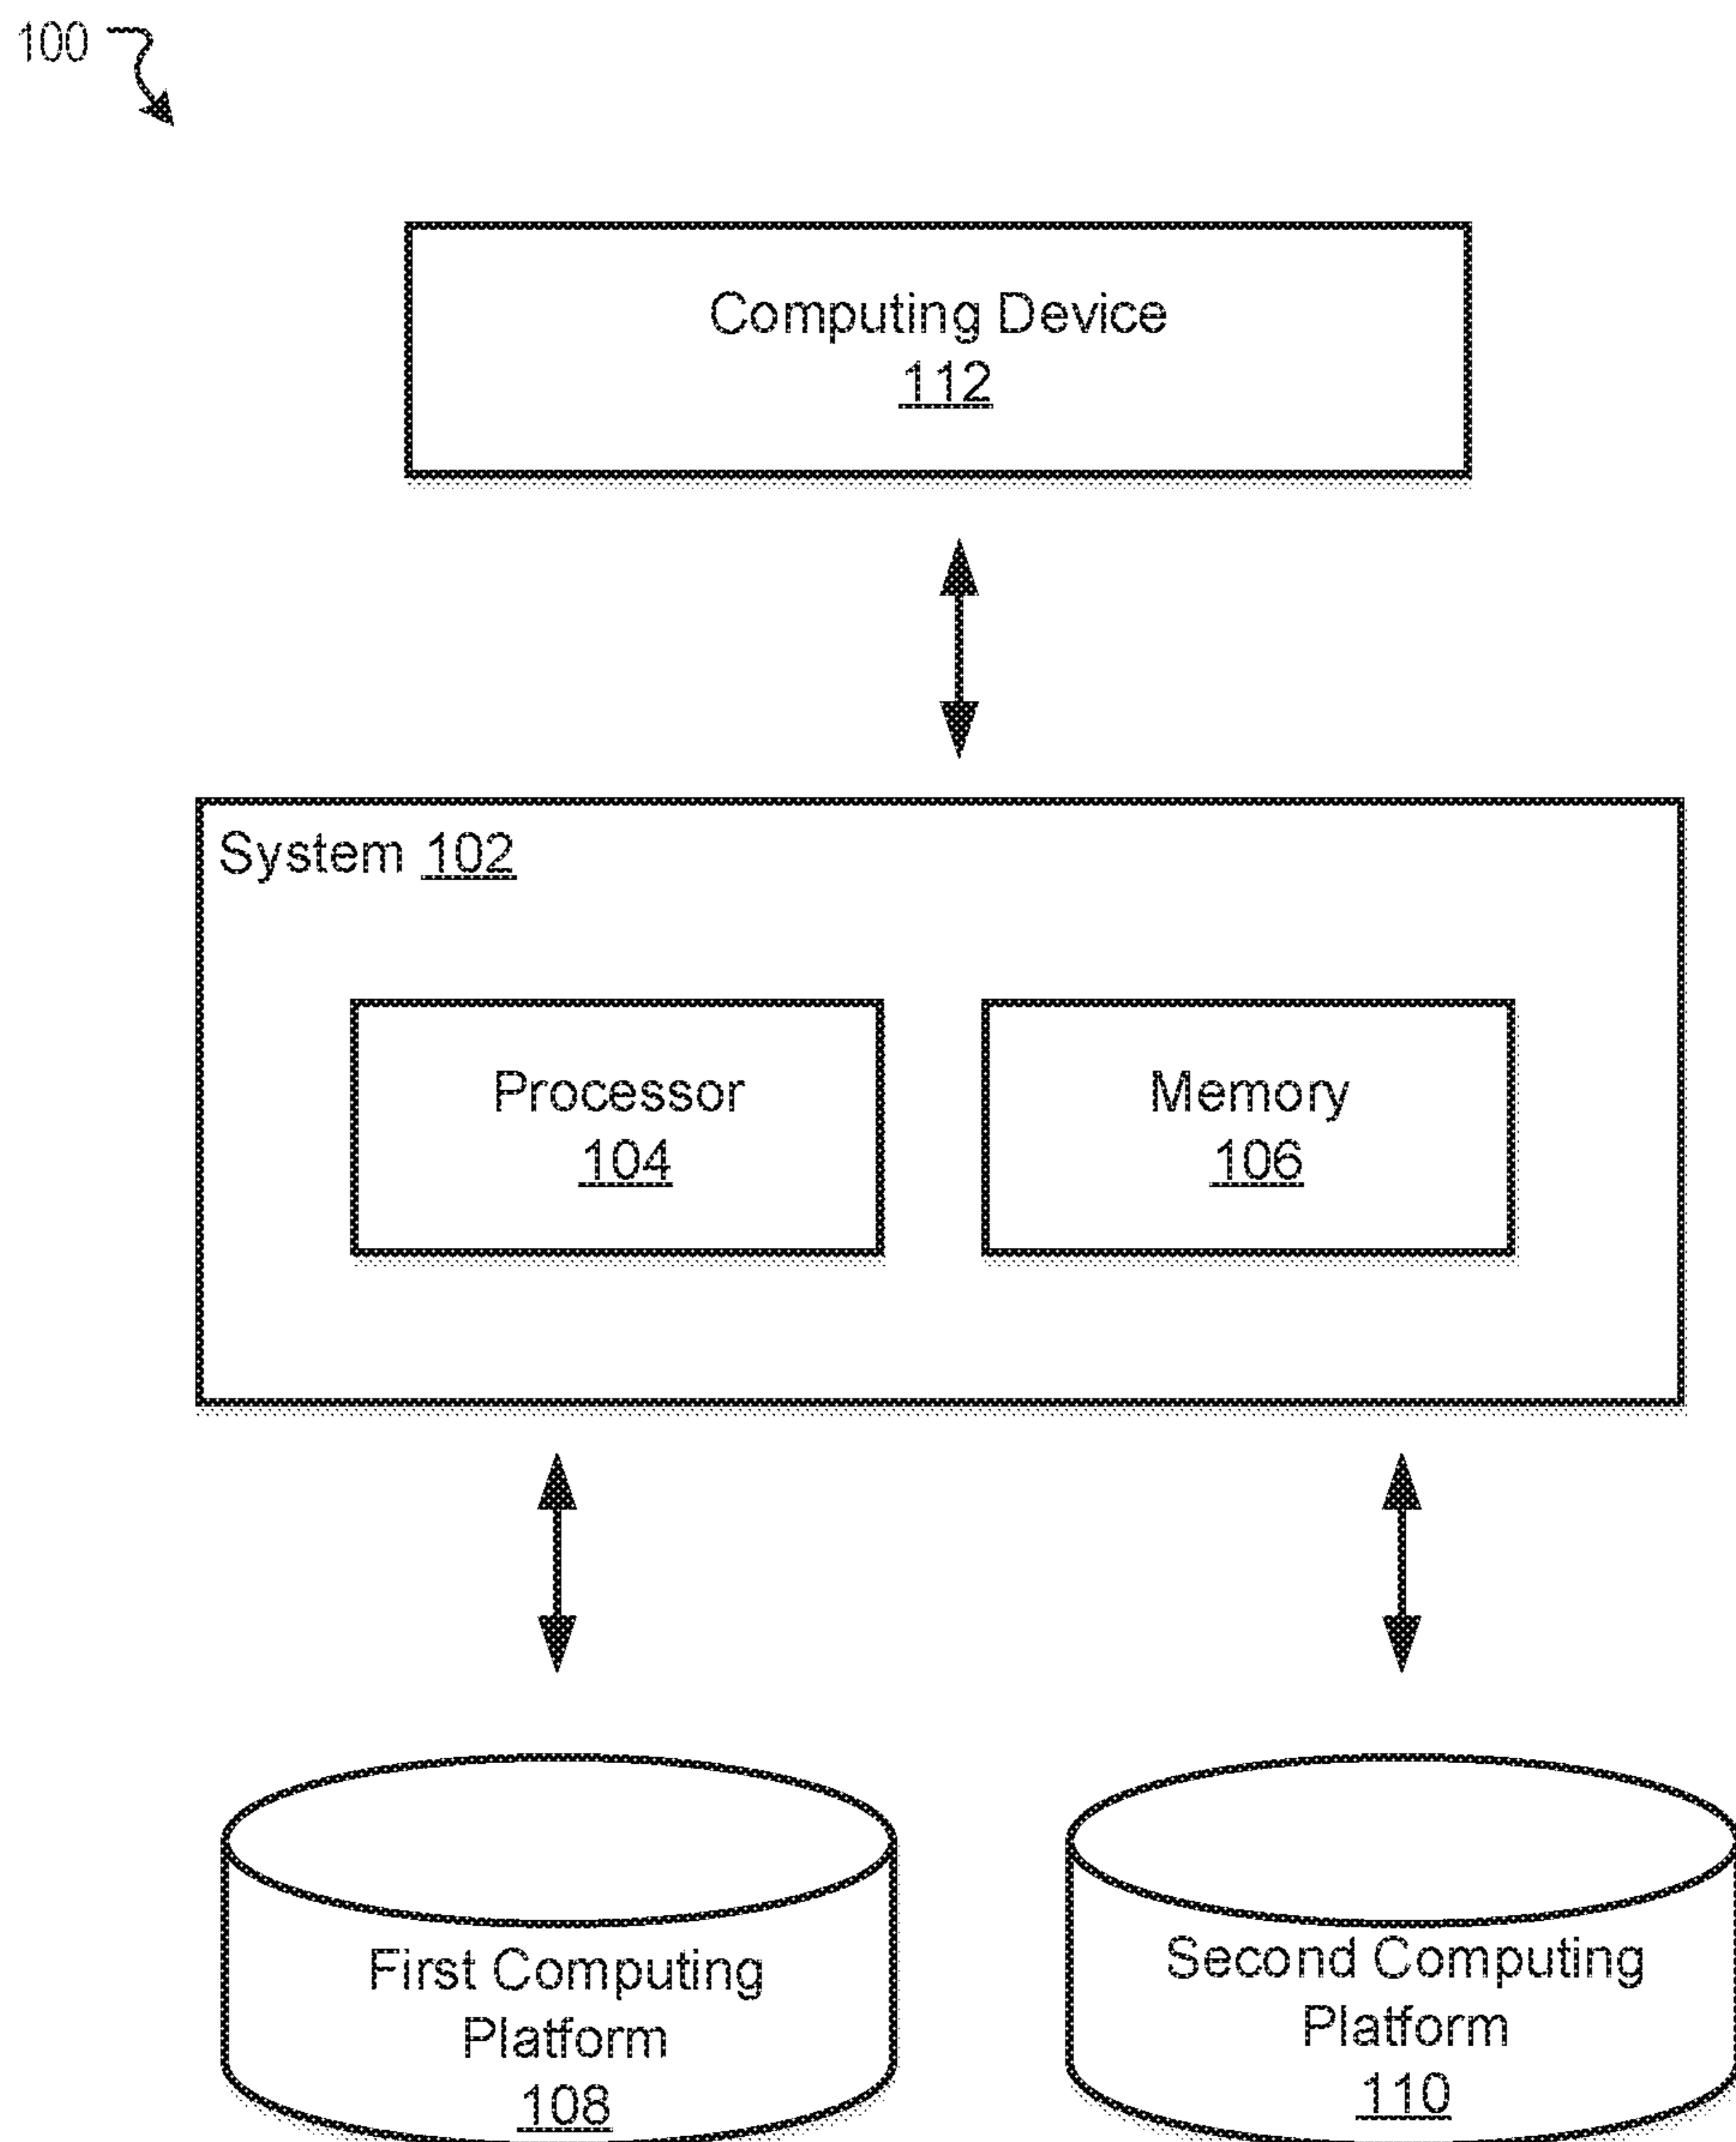 100
Computing Device
112
System 102
Processor
104
Memory
106
First Computing
Platform
108
Second Computing
Platform
110